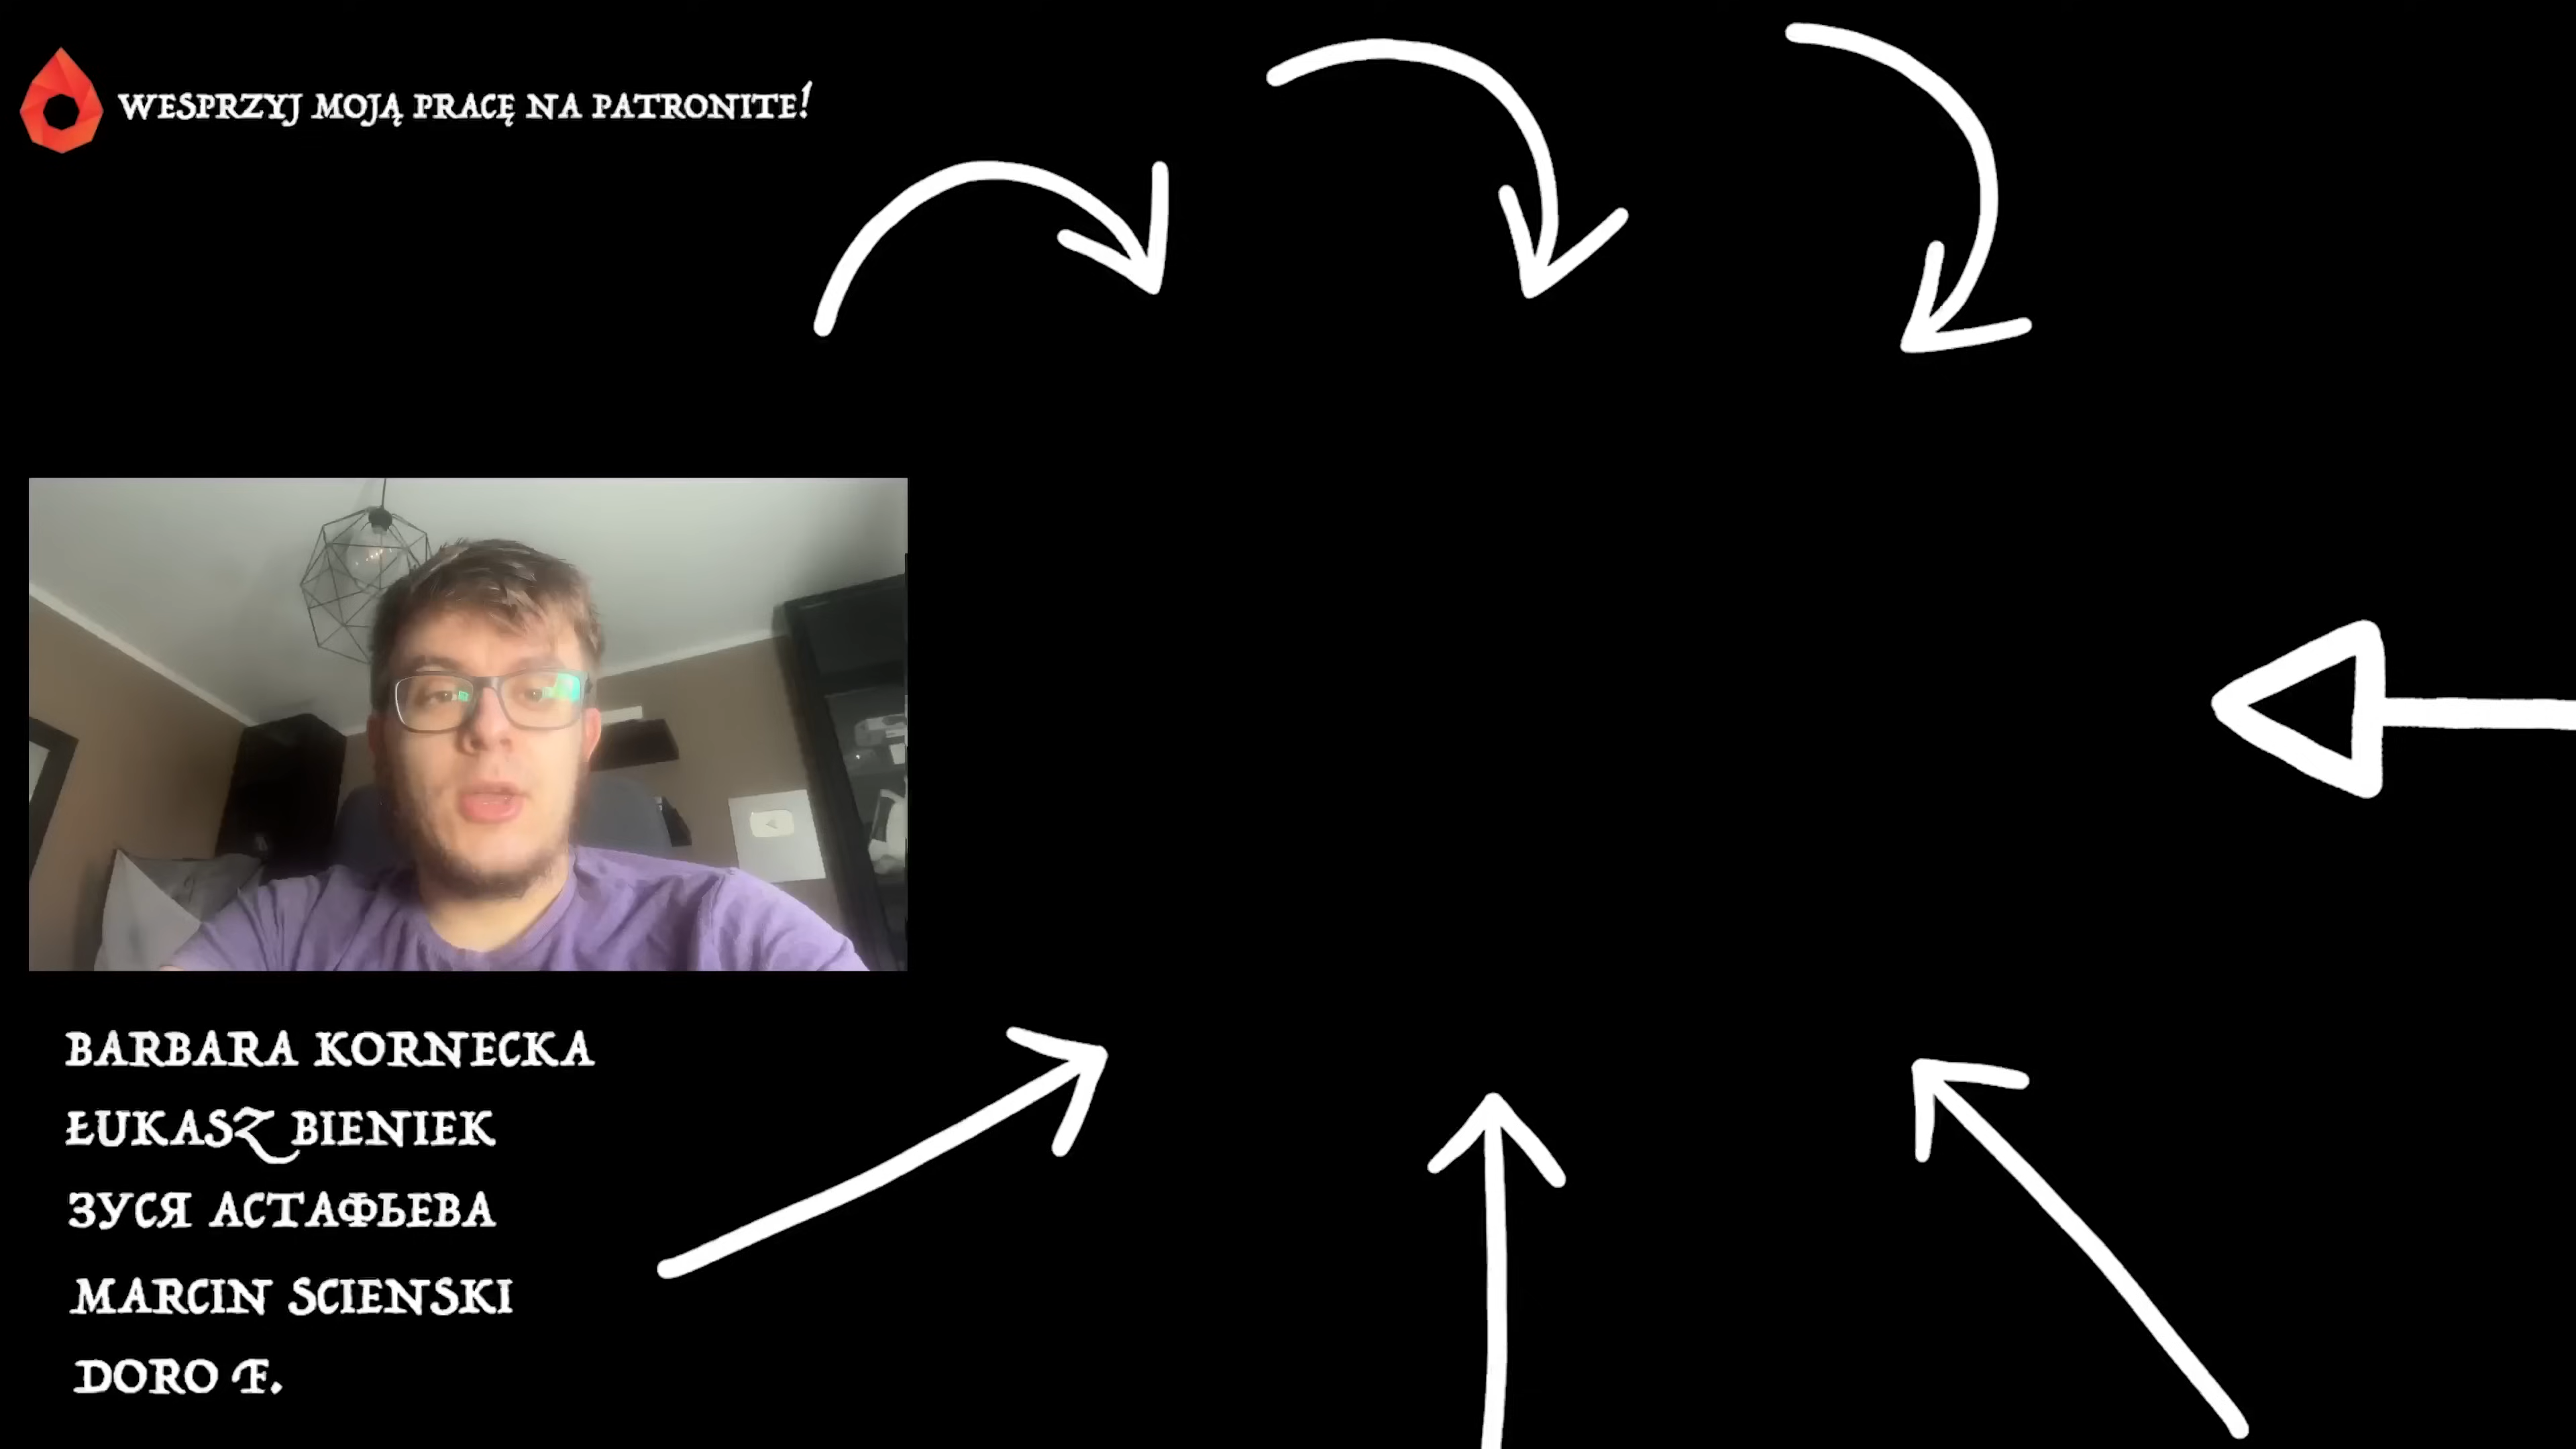 WESPRZYJ MOJĄ PRACĘ NA PATRONITE!
BARBARA KORNECKA
ŁUKASZ BIENIEK
ЗУСЯ АСТАФЬЕВА
MARCIN SCIENSKI
DORO F.